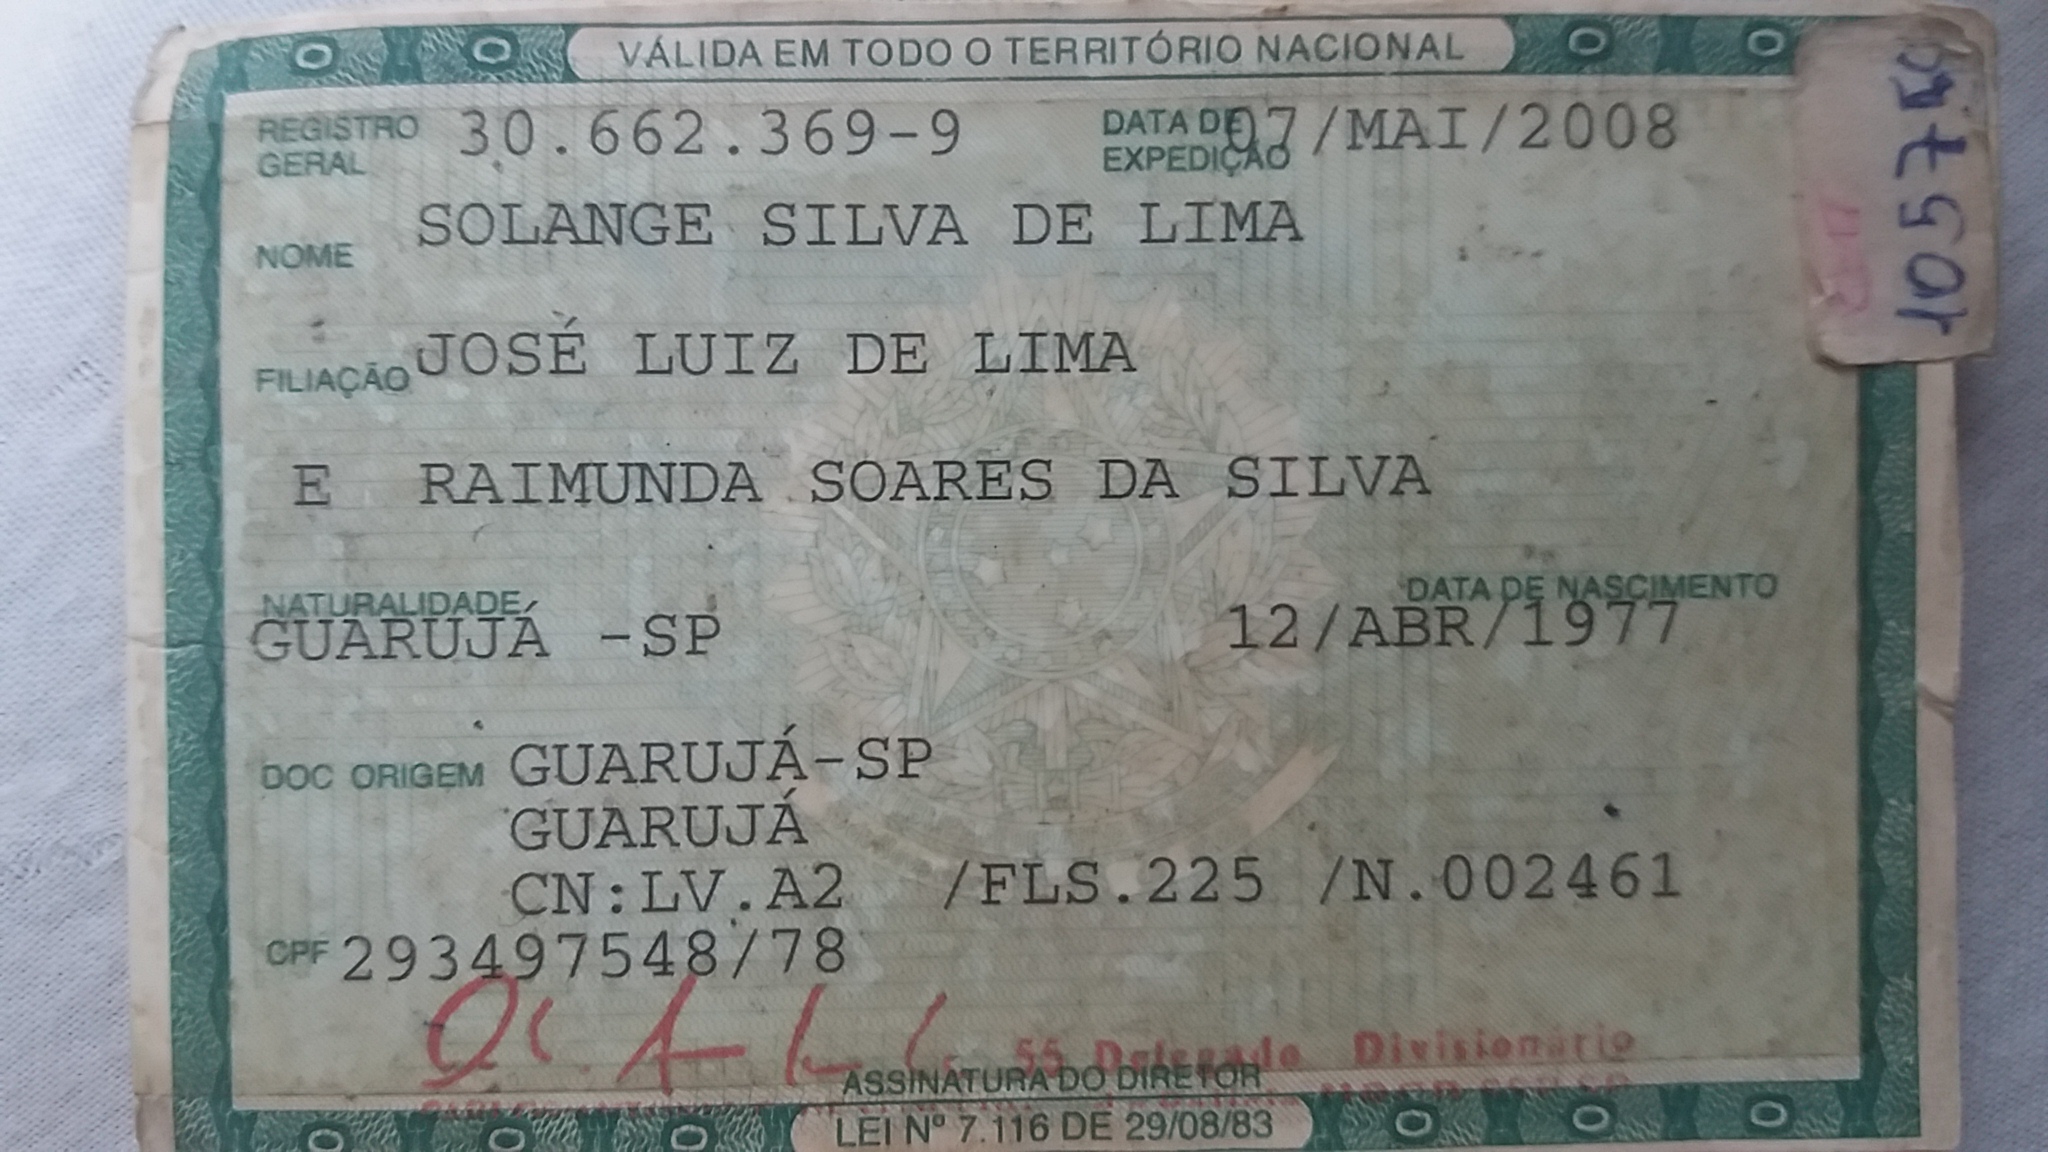 VÁLIDA EM TODO O TERRITÓRIO NACIONAL
REGISTRO GERAL 30.662.369-9 DATA DE EXPEDIÇÃO 07/MAI/2008
NOME
SOLANGE SILVA DE LIMA
FILIAÇÃO
JOSÉ LUIZ DE LIMA
E RAIMUNDA SOARES DA SILVA
NATURALIDADE DATA DE NASCIMENTO
GUARUJÁ -SP 12/ABR/1977
DOC ORIGEM GUARUJÁ-SP
GUARUJÁ
CN:LV.A2 /FLS.225 /N.002461
CPF 293497548/78
Delegado Divisionário
ASSINATURA DO DIRETOR
LEI Nº 7.116 DE 29/08/83